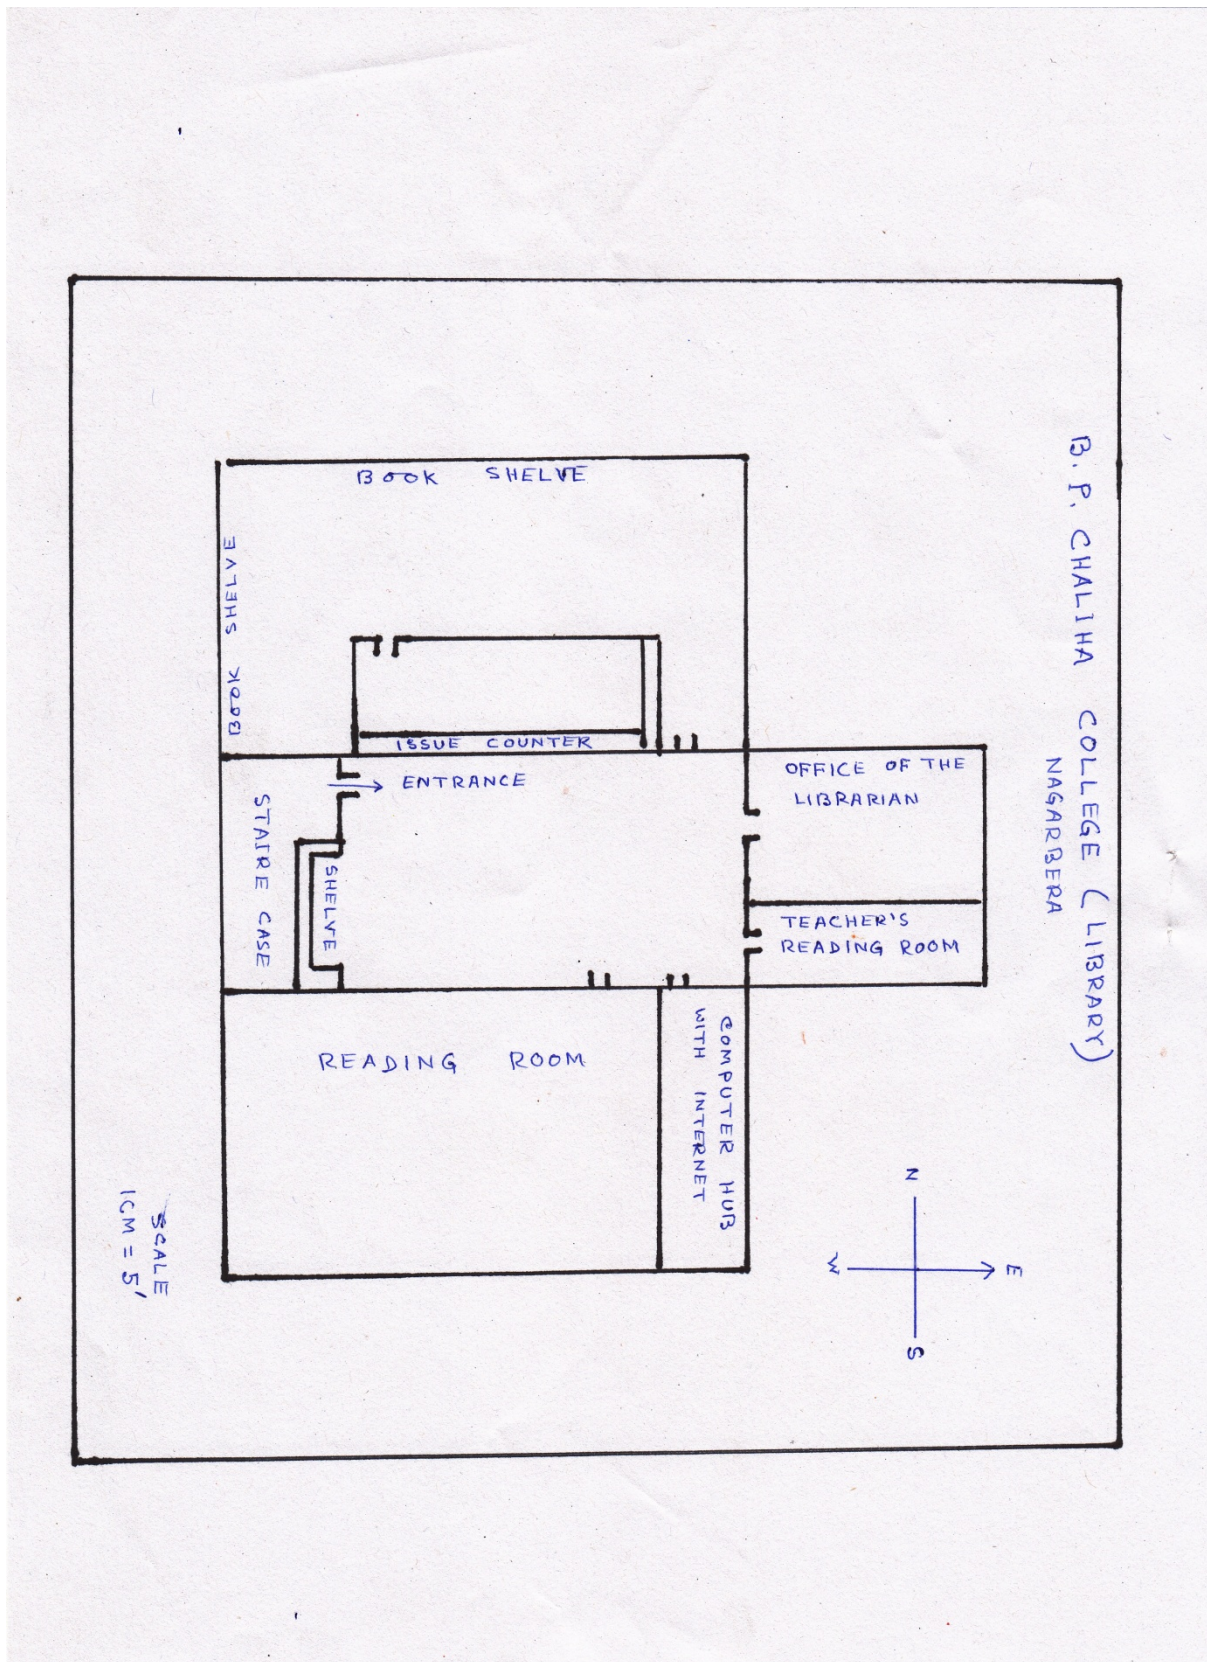 B.P. CHALIHA COLLEGE (LIBRARY)
NAGARBERA
BOOK SHELVE
BOOK SHELVE
ISSUE COUNTER
ENTRANCE
OFFICE OF THE
LIBRARIAN
STAIRE CASE
SHELVE
TEACHER'S
READING ROOM
READING ROOM
COMPUTER HUB
WITH INTERNET
N
W
E
S
SCALE
1CM = 5'